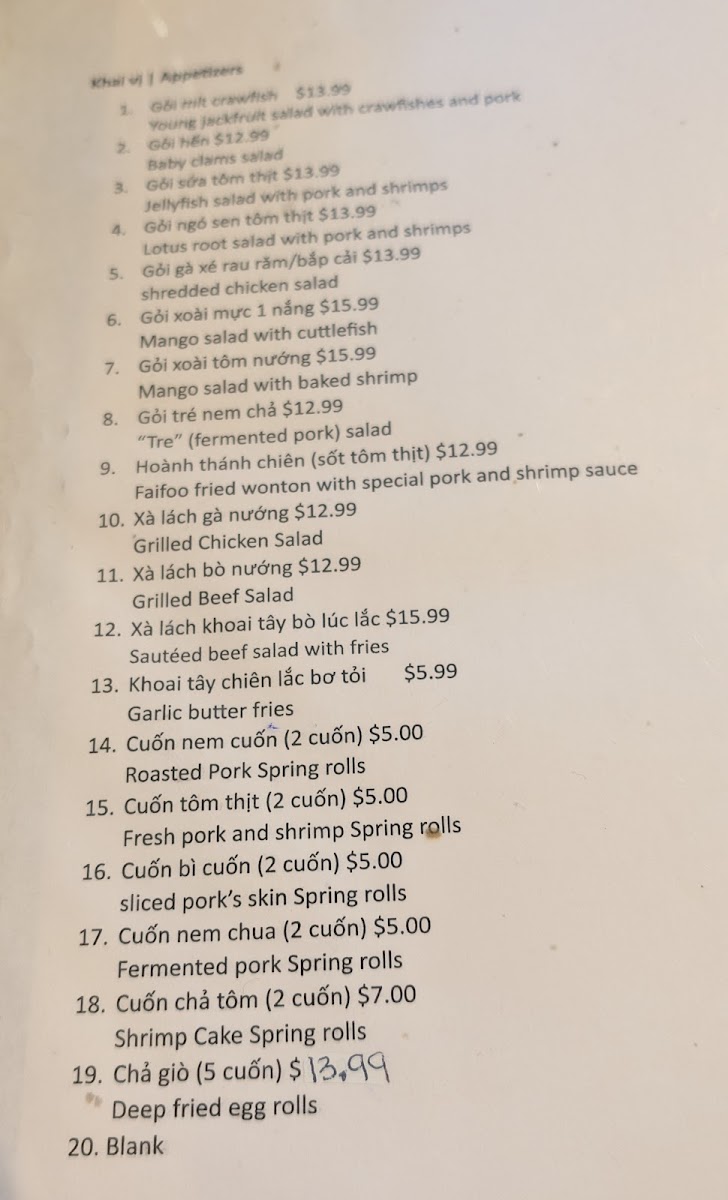 Khai vị | Appetizers
1. Gỏi mít crawfish $13.99
Young jackfruit salad with crawfishes and pork
2. Gỏi hến $12.99
Baby clams salad
3. Gỏi sứa tôm thịt $13.99
Jellyfish salad with pork and shrimps
4. Gỏi ngó sen tôm thịt $13.99
Lotus root salad with pork and shrimps
5. Gỏi gà xé rau răm/bắp cải $13.99
shredded chicken salad
6. Gỏi xoài mực 1 nắng $15.99
Mango salad with cuttlefish
7. Gỏi xoài tôm nướng $15.99
Mango salad with baked shrimp
8. Gỏi tré nem chả $12.99
“Tre” (fermented pork) salad
9. Hoành thánh chiên (sốt tôm thịt) $12.99
Faifoo fried wonton with special pork and shrimp sauce
10. Xà lách gà nướng $12.99
Grilled Chicken Salad
11. Xà lách bò nướng $12.99
Grilled Beef Salad
12. Xà lách khoai tây bò lúc lắc $15.99
Sautéed beef salad with fries
13. Khoai tây chiên lắc bơ tỏi $5.99
Garlic butter fries
14. Cuốn nem cuốn (2 cuốn) $5.00
Roasted Pork Spring rolls
15. Cuốn tôm thịt (2 cuốn) $5.00
Fresh pork and shrimp Spring rolls
16. Cuốn bì cuốn (2 cuốn) $5.00
sliced pork’s skin Spring rolls
17. Cuốn nem chua (2 cuốn) $5.00
Fermented pork Spring rolls
18. Cuốn chả tôm (2 cuốn) $7.00
Shrimp Cake Spring rolls
19. Chả giò (5 cuốn) $13.99
Deep fried egg rolls
20. Blank